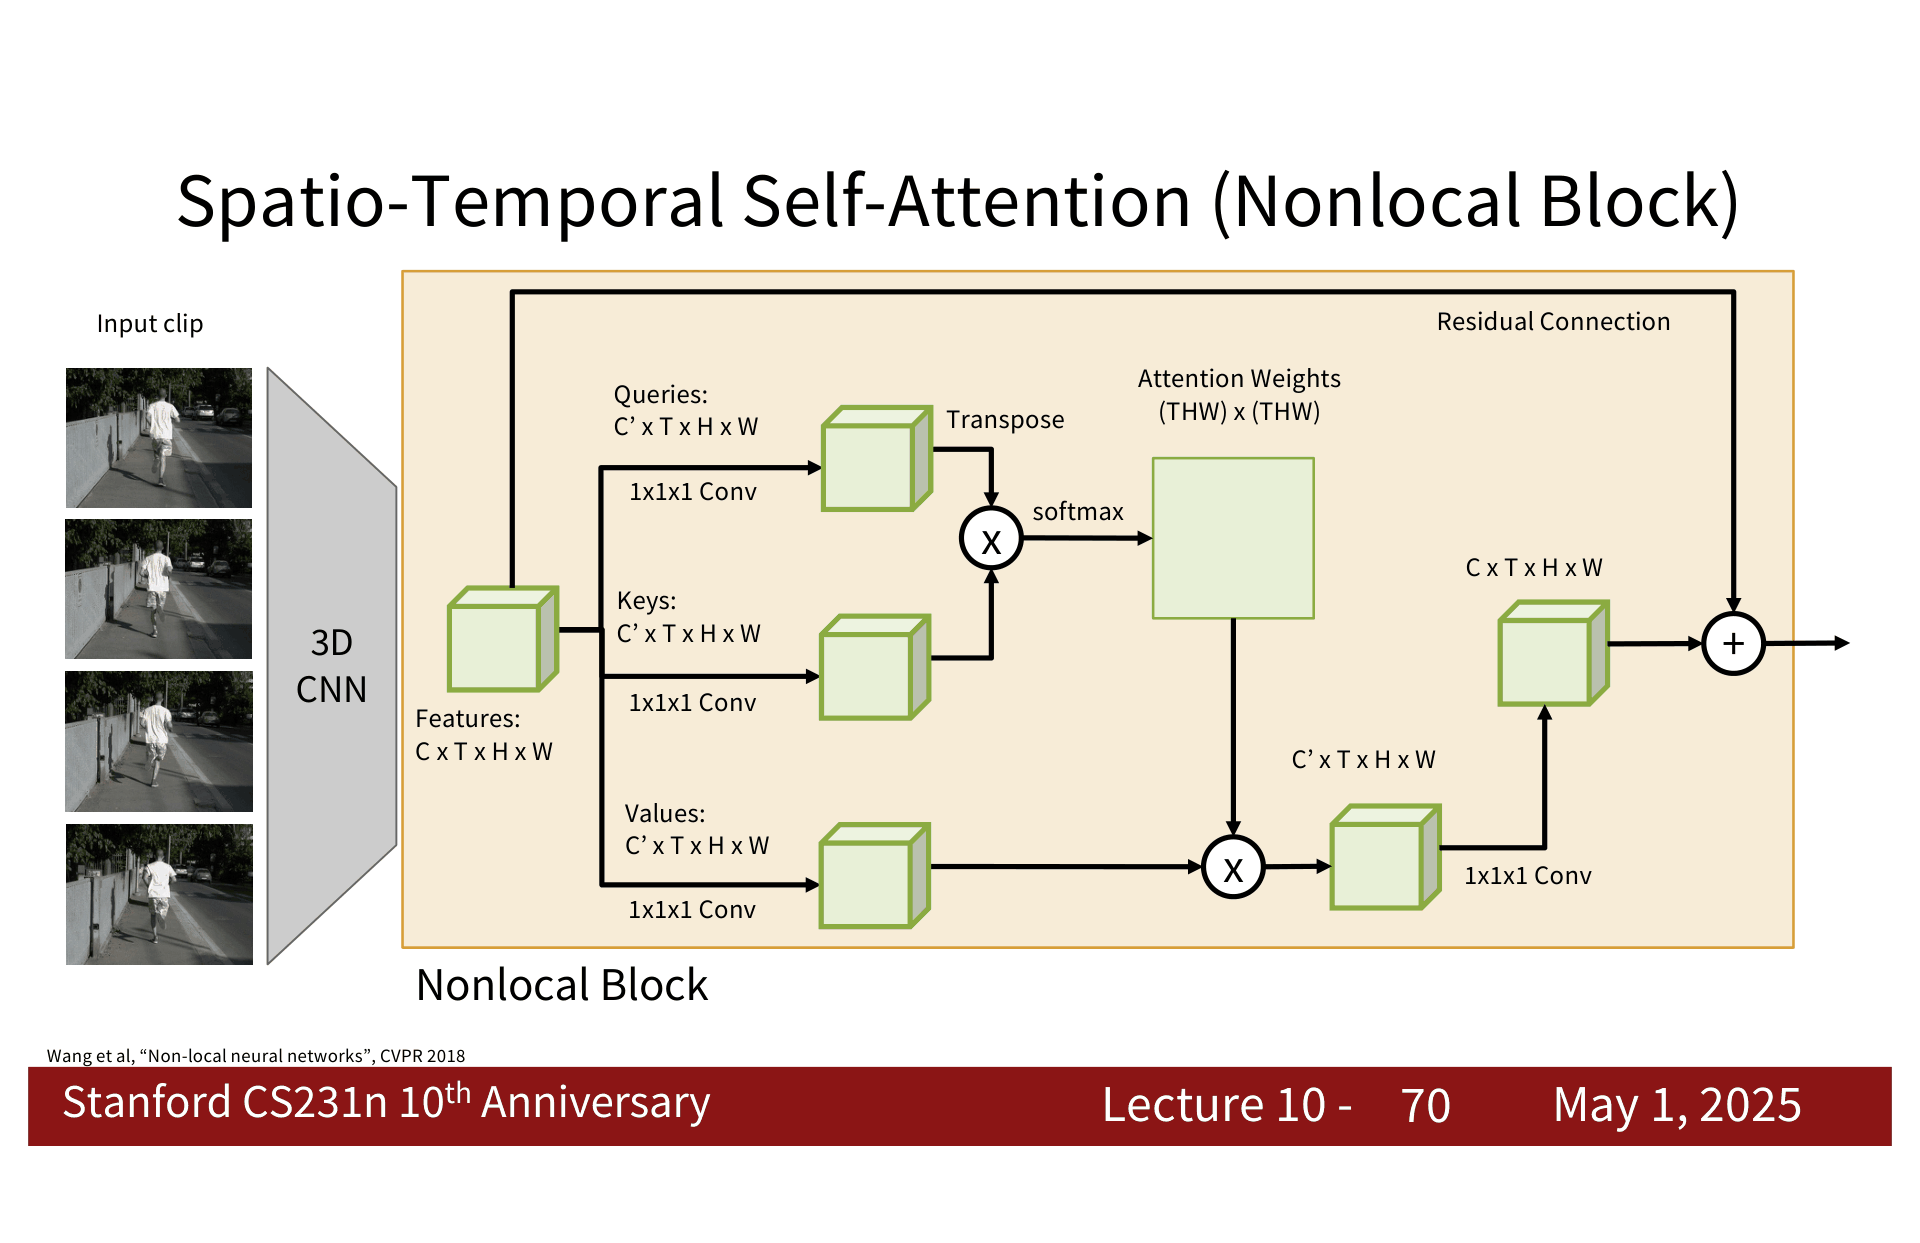 Spatio-Temporal Self-Attention (Nonlocal Block)
Input clip
3D
CNN
Features:
C x T x H x W
Queries:
C’ x T x H x W
1x1x1 Conv
Keys:
C’ x T x H x W
1x1x1 Conv
Values:
C’ x T x H x W
1x1x1 Conv
Transpose
x
softmax
Attention Weights
(THW) x (THW)
x
C’ x T x H x W
1x1x1 Conv
C x T x H x W
Residual Connection
+
Nonlocal Block
Wang et al, “Non-local neural networks”, CVPR 2018
Stanford CS231n 10th Anniversary
Lecture 10 - 70
May 1, 2025